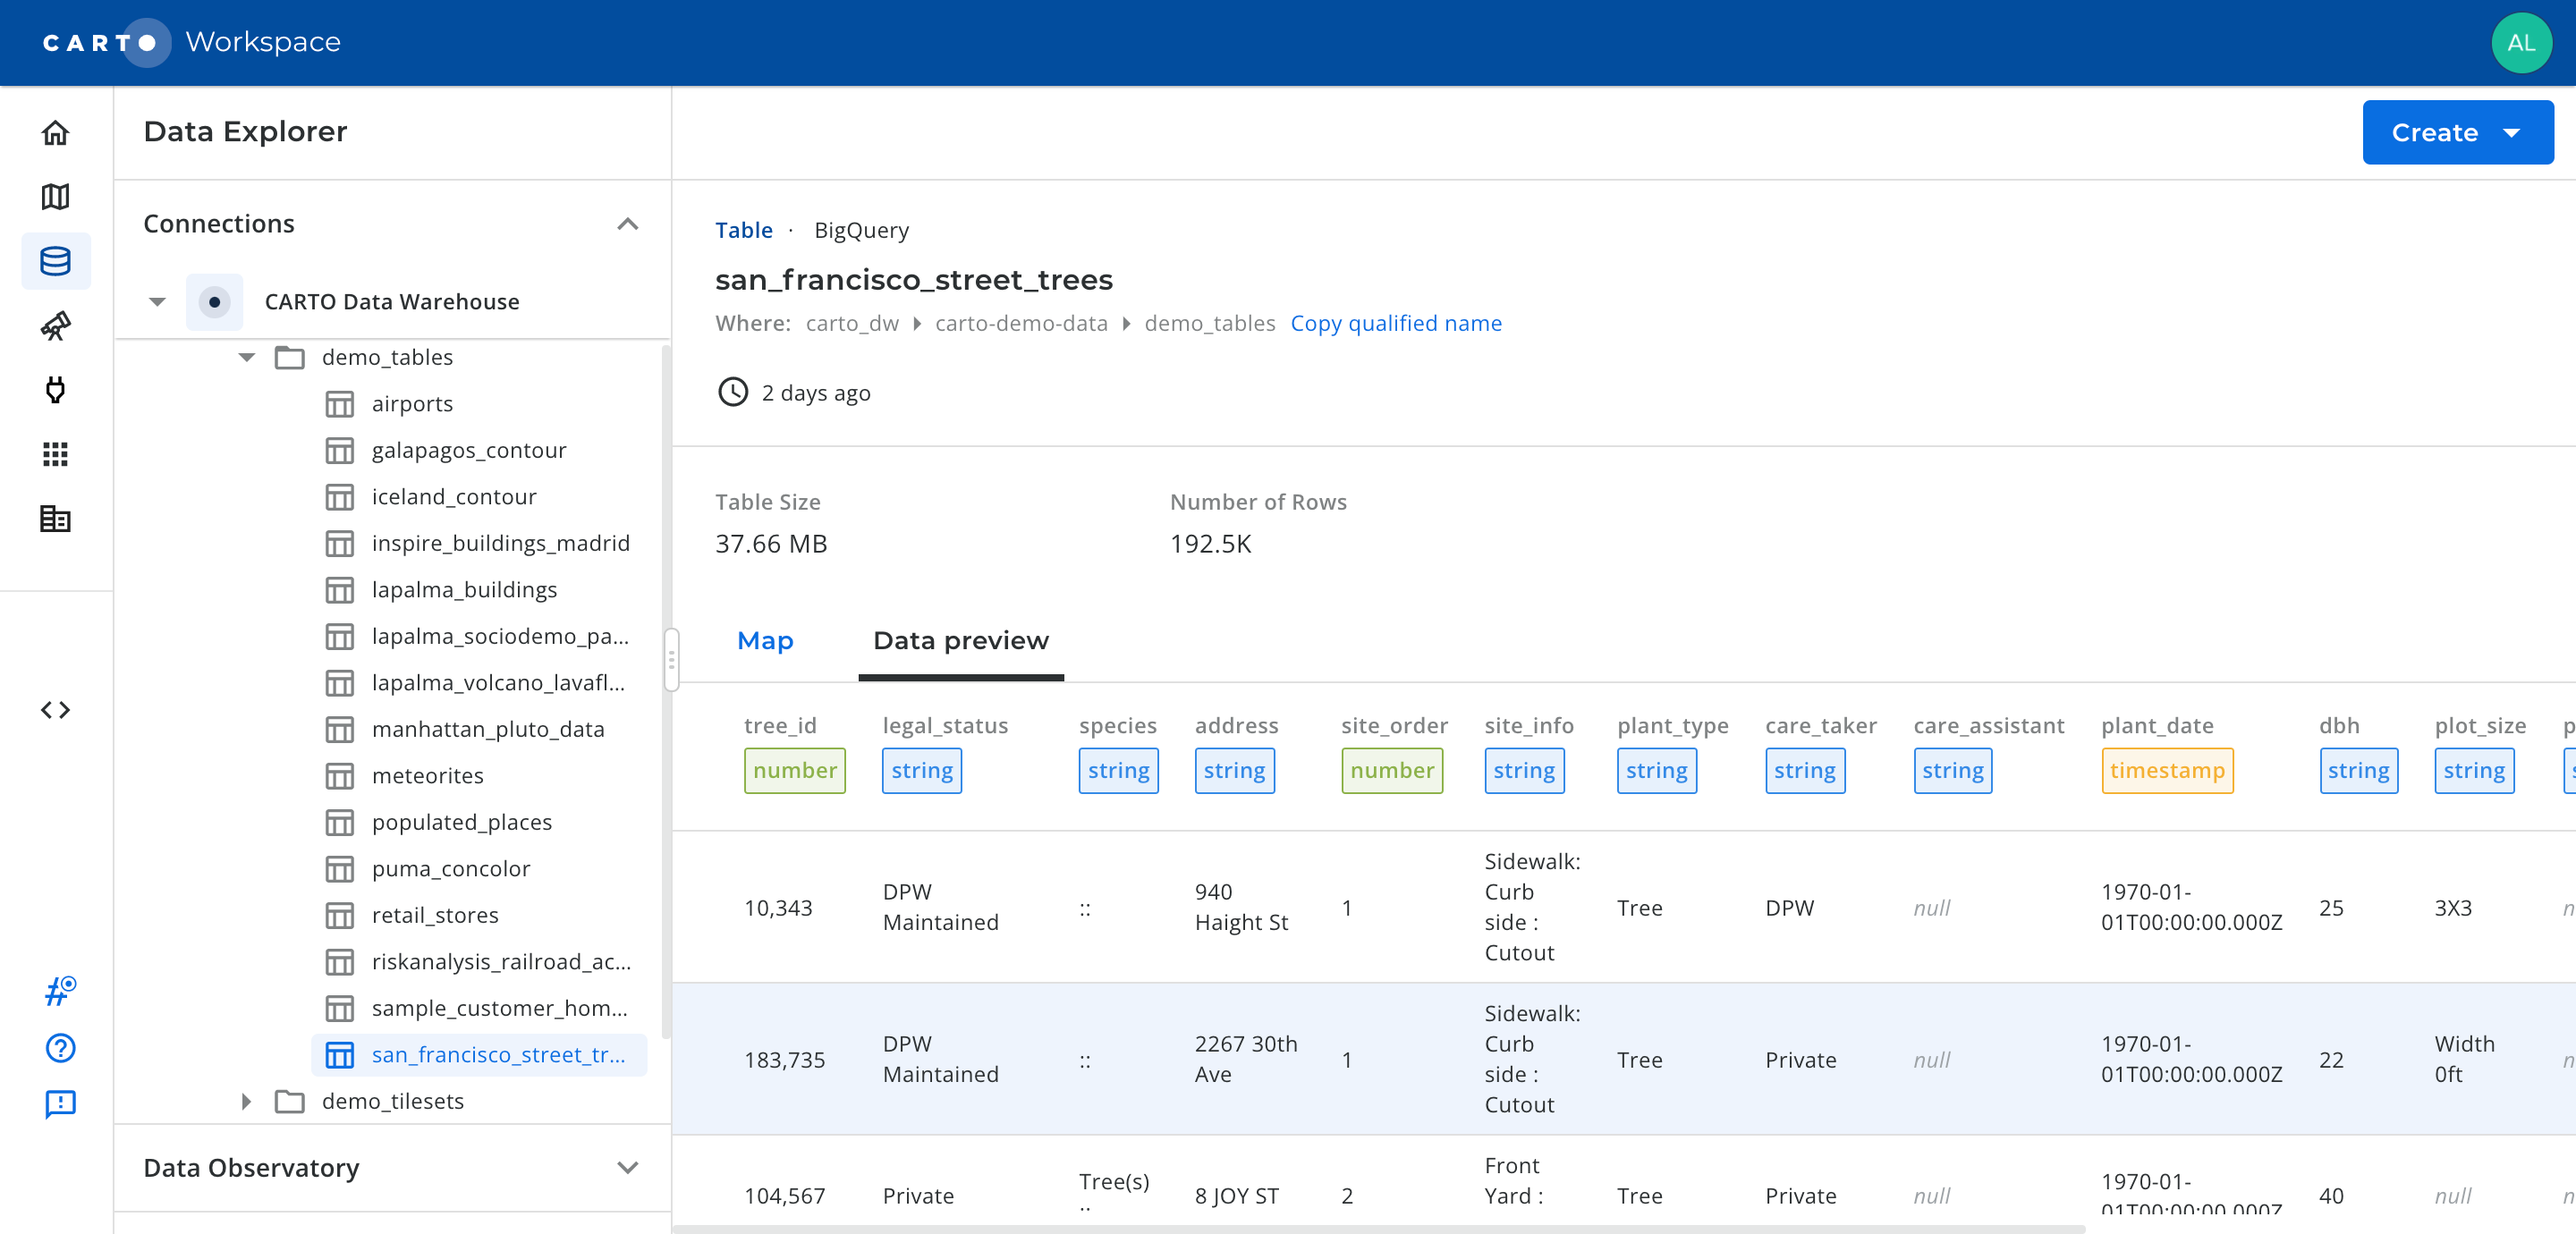 CARTO Workspace
AL
Data Explorer
Create
Connections
CARTO Data Warehouse
demo_tables
airports
galapagos_contour
iceland_contour
inspire_buildings_madrid
lapalma_buildings
lapalma_sociodemo_pa...
lapalma_volcano_lavafl...
manhattan_pluto_data
meteorites
populated_places
puma_concolor
retail_stores
riskanalysis_railroad_ac...
sample_customer_hom...
san_francisco_street_tr...
demo_tilesets
Data Observatory
Table · BigQuery
san_francisco_street_trees
Where: carto_dw carto-demo-data demo_tables Copy qualified name
2 days ago
Table Size Number of Rows
37.66 MB 192.5K
Map Data preview
tree_id legal_status species address site_order site_info plant_type care_taker care_assistant plant_date dbh plot_size p
number string string string number string string string string timestamp string string s
Sidewalk:
DPW 940 Curb 1970-01-
10,343 :: 1 Tree DPW null 25 3X3 n
Maintained Haight St side : 01T00:00:00.000Z
Cutout
Sidewalk:
DPW 2267 30th Curb 1970-01- Width
183,735 :: 1 Tree Private null 22 n
Maintained Ave side : 01T00:00:00.000Z 0ft
Cutout
Front
Tree(s) 1970-01-
104,567 Private 8 JOY ST 2 Yard : Tree Private null 40 null n
:: 01T00:00:00.000Z